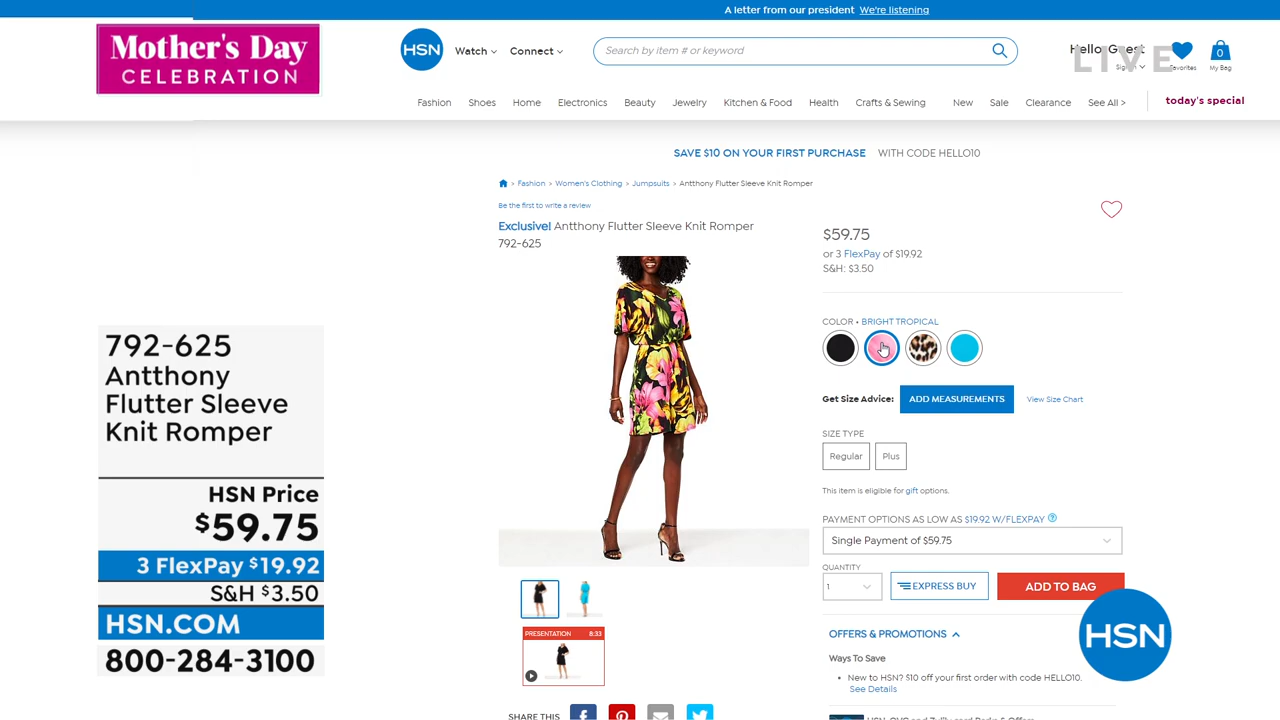 A letter from our president We're listening
Mother's Day
CELEBRATION
HSN
Watch
Connect
Search by item # or keyword
Hello Guest
LIVE
Favorites
0
My Bag
Fashion
Shoes
Home
Electronics
Beauty
Jewelry
Kitchen & Food
Health
Crafts & Sewing
New
Sale
Clearance
See All >
today's special
SAVE $10 ON YOUR FIRST PURCHASE WITH CODE HELLO10
> Fashion > Women's Clothing > Jumpsuits > Antthony Flutter Sleeve Knit Romper
Be the first to write a review
Exclusive! Antthony Flutter Sleeve Knit Romper
792-625
$59.75
or 3 FlexPay of $19.92
S&H: $3.50
COLOR • BRIGHT TROPICAL
Get Size Advice: ADD MEASUREMENTS View Size Chart
SIZE TYPE
Regular
Plus
This item is eligible for gift options.
PAYMENT OPTIONS AS LOW AS $19.92 W/FLEXPAY ?
Single Payment of $59.75
QUANTITY
1
EXPRESS BUY
ADD TO BAG
OFFERS & PROMOTIONS
Ways To Save
• New to HSN? $10 off your first order with code HELLO10.
See Details
HSN
PRESENTATION 8:33
SHARE THIS
792-625
Antthony
Flutter Sleeve
Knit Romper
HSN Price
$59.75
3 FlexPay $19.92
S&H $3.50
HSN.COM
800-284-3100